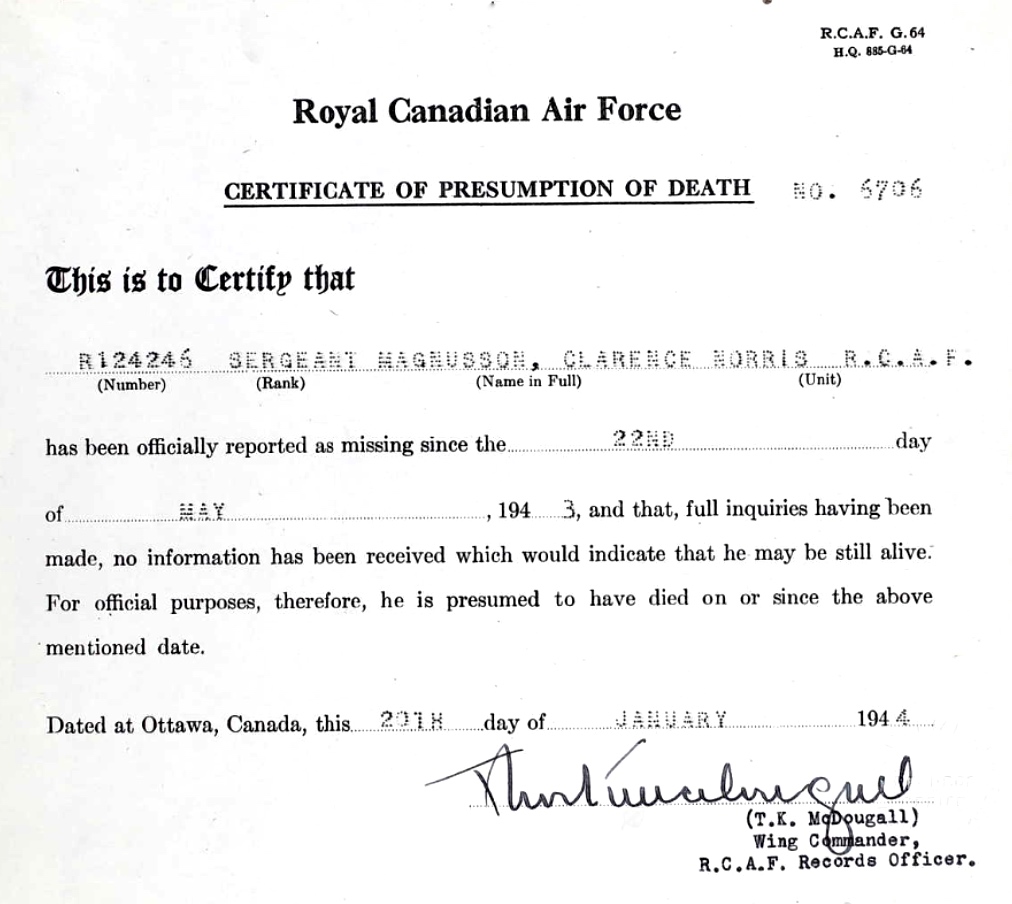 R.C.A.F. G. 64
H.Q. 885-G-64
Royal Canadian Air Force
CERTIFICATE OF PRESUMPTION OF DEATH NO. 6706
This is to Certify that
R124246 SERGEANT MAGNUSSON, CLARENCE NORRIS R.C.A.F.
(Number) (Rank) (Name in Full) (Unit)
has been officially reported as missing since the 22ND day
of MAY , 194 3, and that, full inquiries having been
made, no information has been received which would indicate that he may be still alive.
For official purposes, therefore, he is presumed to have died on or since the above
mentioned date.
Dated at Ottawa, Canada, this 20TH day of JANUARY 194 4
(T.K. McDougall)
Wing Commander,
R.C.A.F. Records Officer.